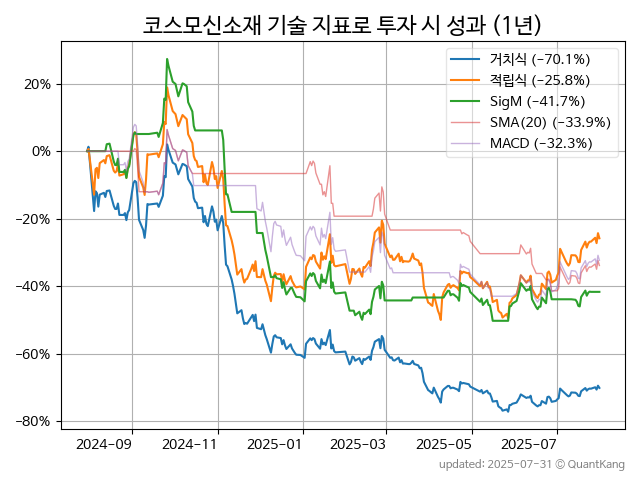 코스모신소재 기술 지표로 투자 시 성과 (1년)
거치식 (−70.1%)
적립식 (−25.8%)
SigM (−41.7%)
SMA(20) (−33.9%)
MACD (−32.3%)
20%
0%
−20%
−40%
−60%
−80%
2024-09 2024-11 2025-01 2025-03 2025-05 2025-07
updated: 2025-07-31 © QuantKang